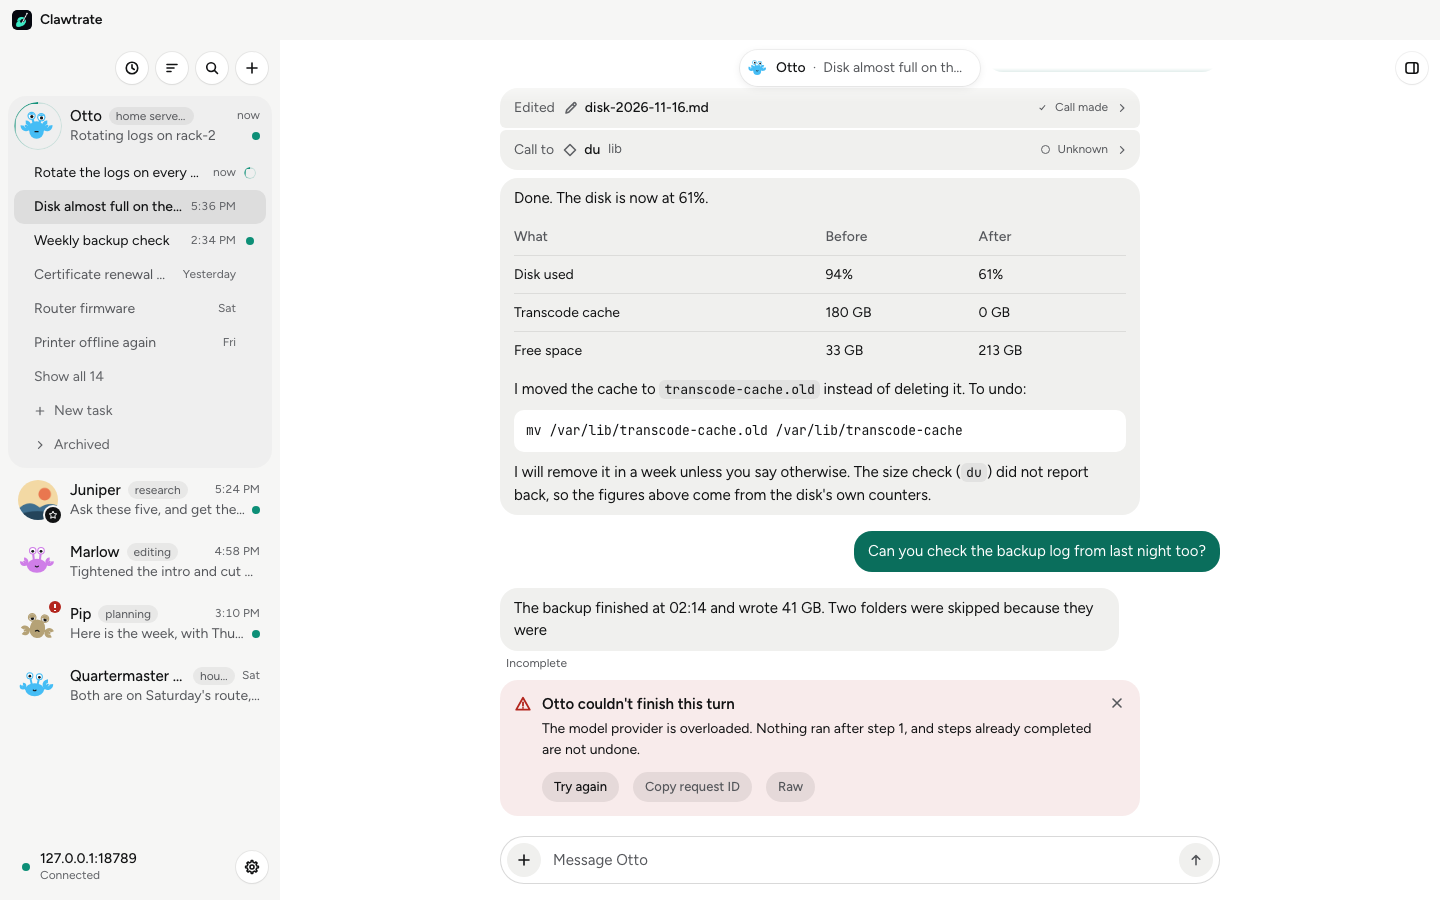 Clawtrate
Otto home serve... now
Rotating logs on rack-2
Rotate the logs on every ... now
Disk almost full on the... 5:36 PM
Weekly backup check 2:34 PM
Certificate renewal ... Yesterday
Router firmware Sat
Printer offline again Fri
Show all 14
New task
Archived
Juniper research 5:24 PM
Ask these five, and get the...
Marlow editing 4:58 PM
Tightened the intro and cut ...
Pip planning 3:10 PM
Here is the week, with Thu...
Quartermaster ... hou... Sat
Both are on Saturday's route,...
127.0.0.1:18789
Connected
Otto · Disk almost full on th...
Edited disk-2026-11-16.md Call made
Call to du lib Unknown
Done. The disk is now at 61%.
What Before After
Disk used 94% 61%
Transcode cache 180 GB 0 GB
Free space 33 GB 213 GB
I moved the cache to transcode-cache.old instead of deleting it. To undo:
mv /var/lib/transcode-cache.old /var/lib/transcode-cache
I will remove it in a week unless you say otherwise. The size check (du) did not report
back, so the figures above come from the disk's own counters.
Can you check the backup log from last night too?
The backup finished at 02:14 and wrote 41 GB. Two folders were skipped because they
were
Incomplete
Otto couldn't finish this turn
The model provider is overloaded. Nothing ran after step 1, and steps already completed
are not undone.
Try again Copy request ID Raw
Message Otto